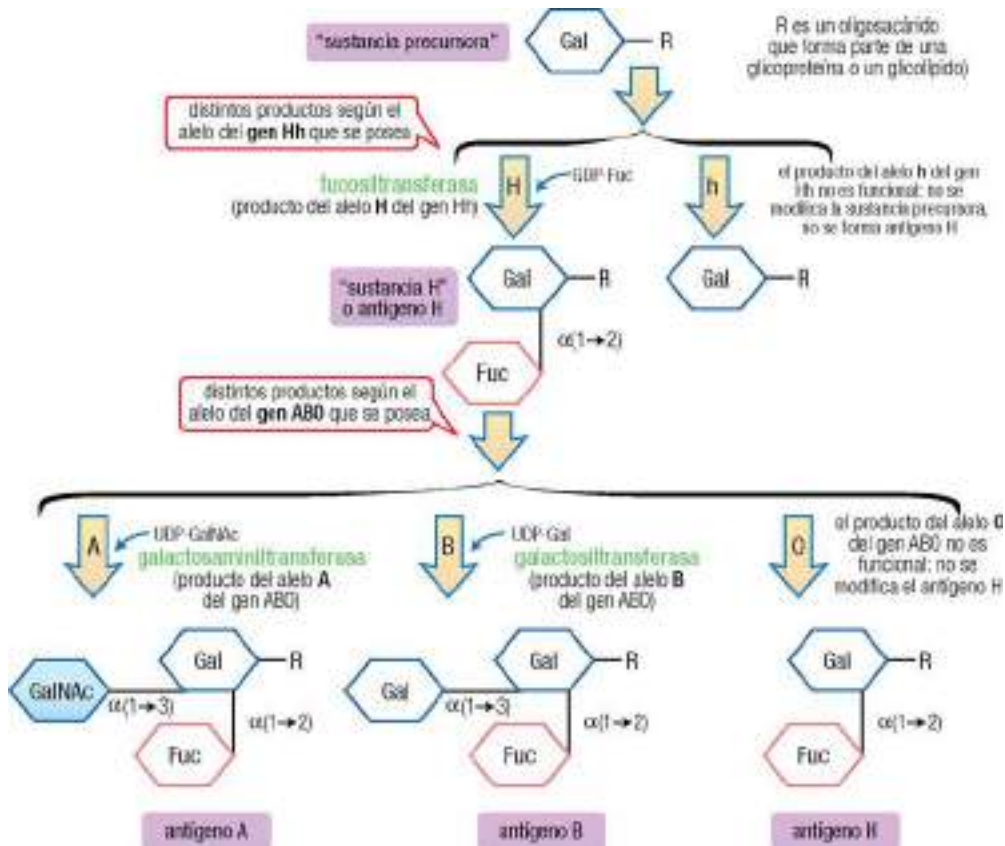 "sustancia precursora"
Gal
R
R es un oligosacárido
que forma parte de una
glicoproteína o un glicolípido)
distintos productos según el
alelo del gen Hh que se posea
fucosiltransferasa
(producto del alelo H del gen Hh)
H
GDP-Fuc
h
el producto del alelo h del gen
Hh no es funcional: no se
modifica la sustancia precursora,
no se forma antígeno H
"sustancia H"
o antígeno H
Gal
R
Gal
R
α(1→2)
Fuc
distintos productos según el
alelo del gen AB0 que se posea
A
UDP-GalNAc
galactosaminiltransferasa
(producto del alelo A
del gen AB0)
B
UDP-Gal
galactosiltransferasa
(producto del alelo B
del gen AB0)
0
el producto del alelo 0
del gen AB0 no es
funcional: no se
modifica el antígeno H
GalNAc
α(1→3)
Gal
R
α(1→2)
Fuc
Gal
α(1→3)
Gal
R
α(1→2)
Fuc
Gal
R
α(1→2)
Fuc
antígeno A
antígeno B
antígeno H